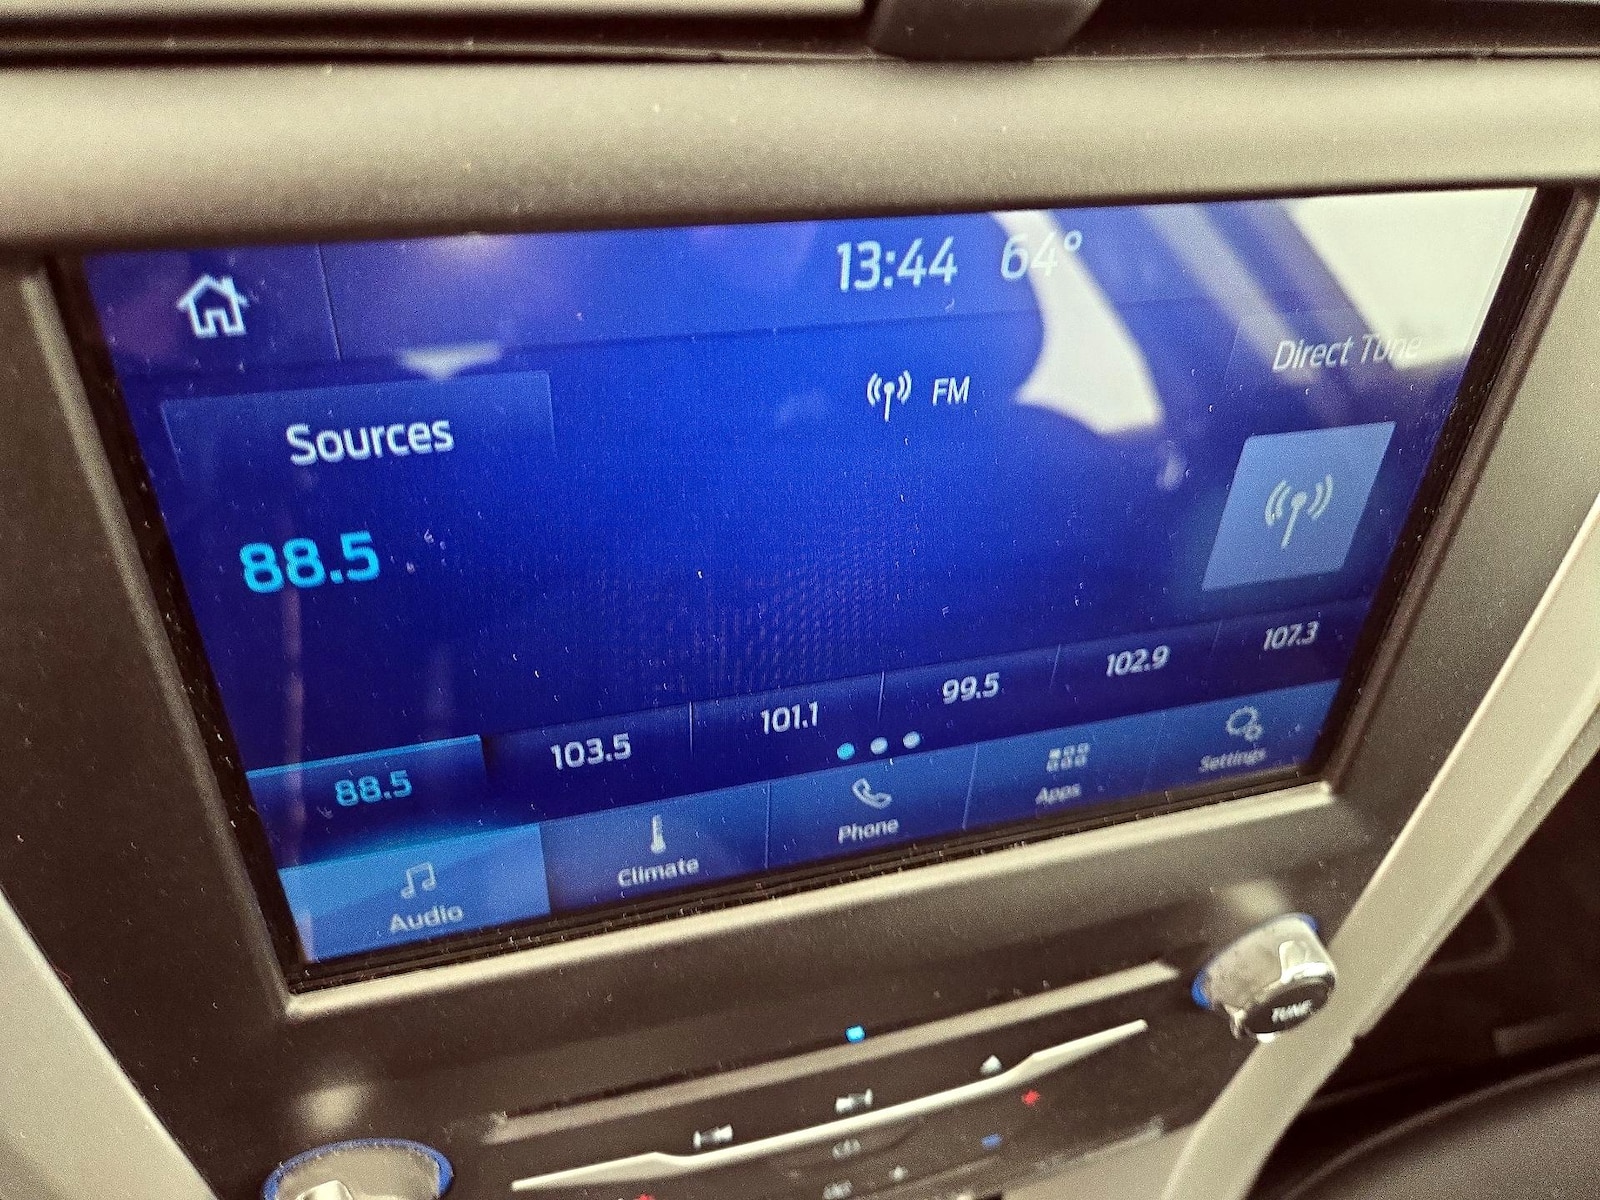 13:44 64°
Direct Tune
FM
Sources
88.5
88.5 103.5 101.1 99.5 102.9 107.3
Audio Climate Phone Apps Settings
TUNE